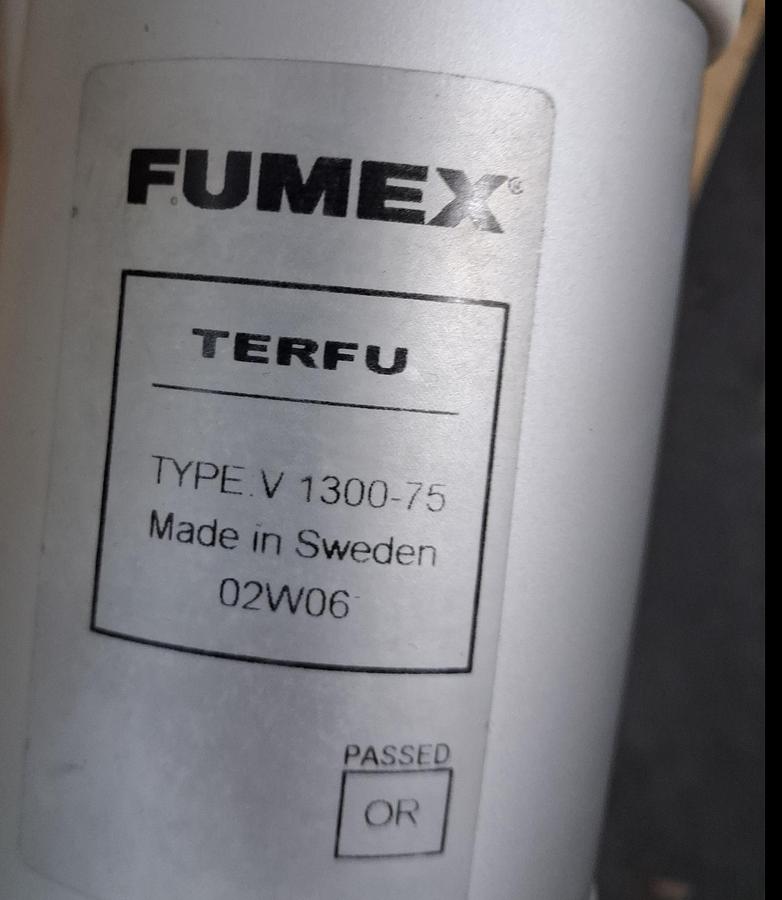 FUMEX®
TERFU
TYPE.V 1300-75
Made in Sweden
02W06
PASSED
OR